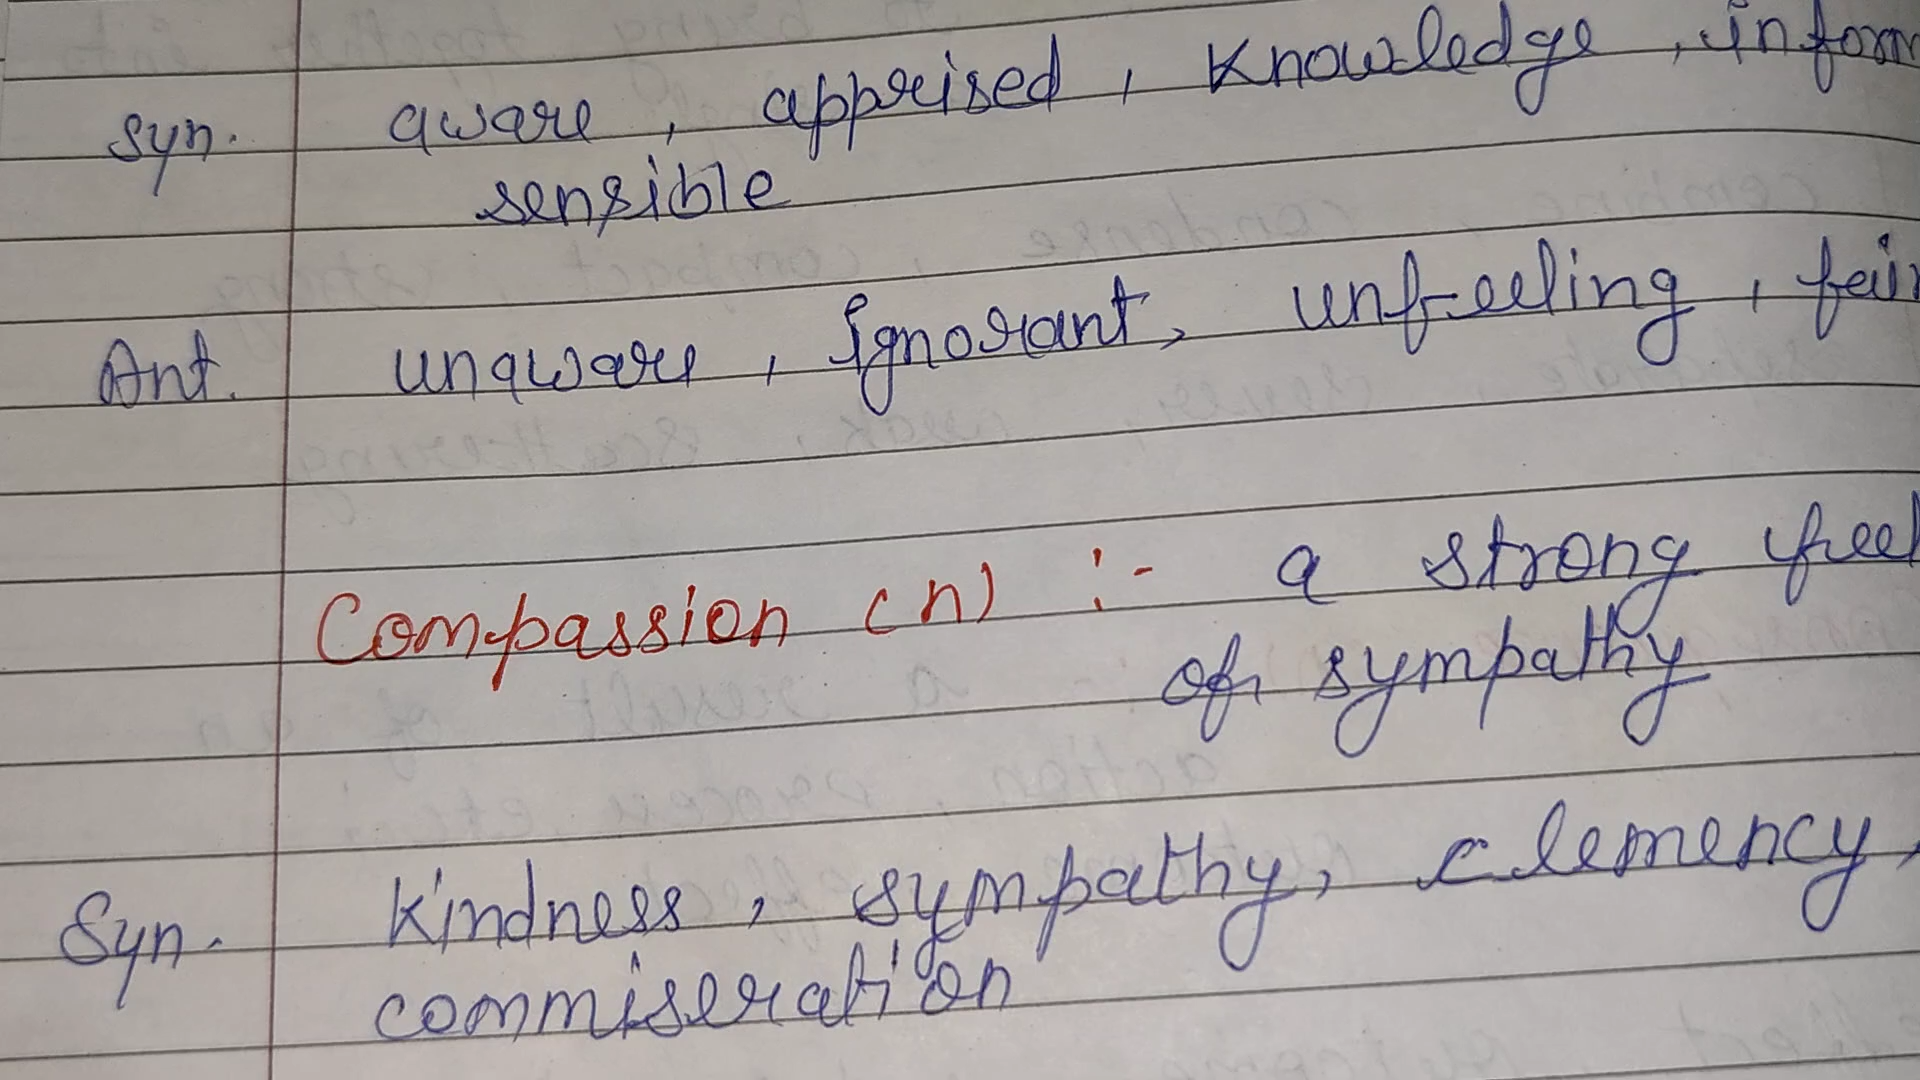 Syn. aware, apprised, Knowledge, inform
sensible
Ant. unaware, Ignorant, unfeeling,
Compassion (n) :- a strong feel
of sympathy
Syn. Kindness, sympathy, clemency,
commiseration